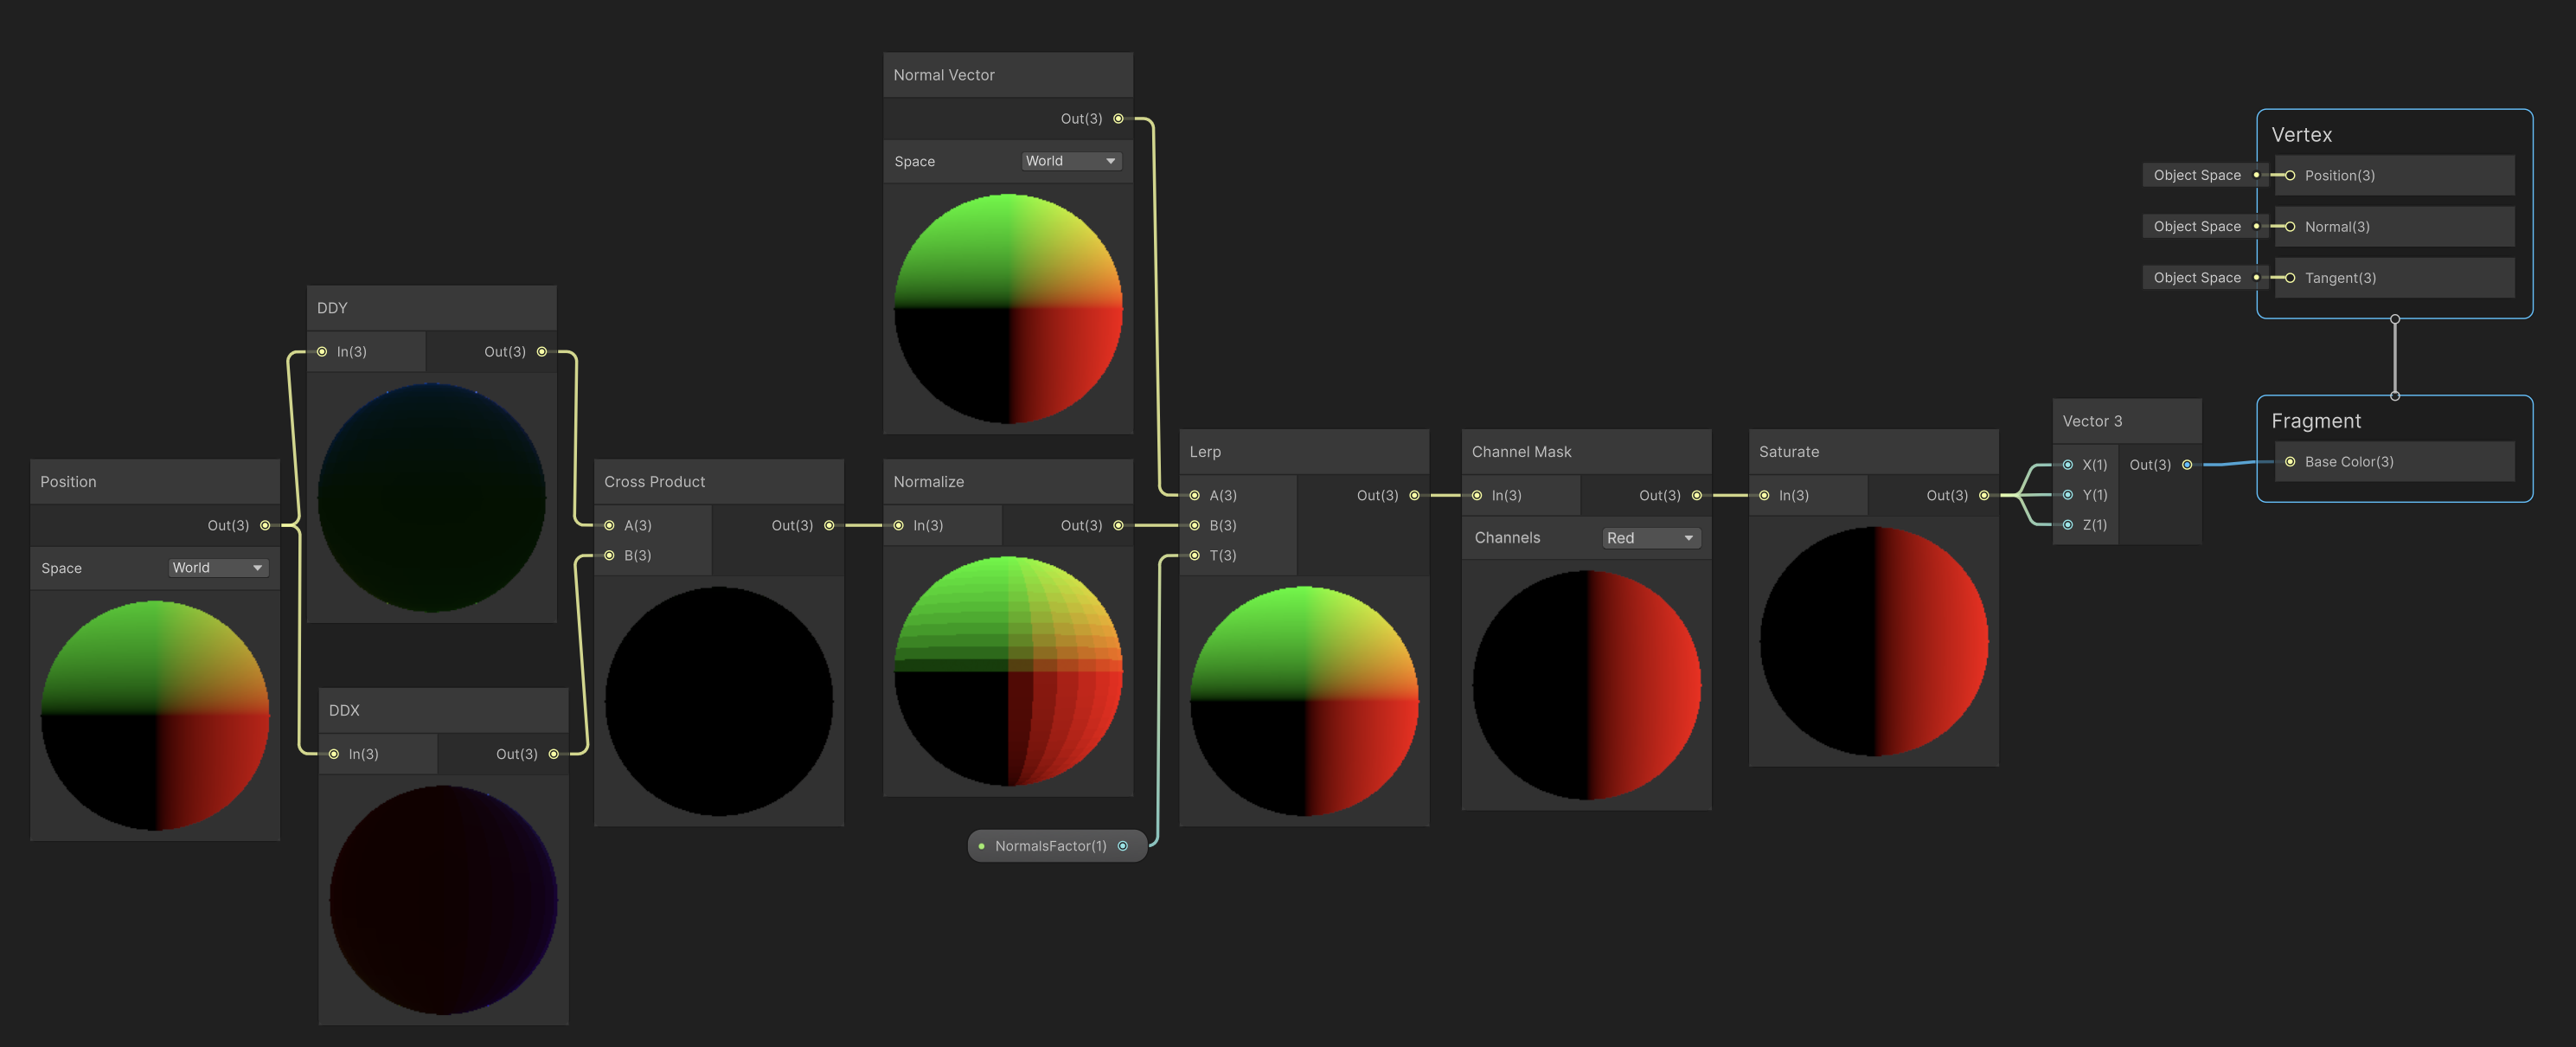 Position
Out(3)
Space
World
DDY
In(3)
Out(3)
DDX
In(3)
Out(3)
Cross Product
A(3)
Out(3)
B(3)
Normal Vector
Out(3)
Space
World
Normalize
In(3)
Out(3)
NormalsFactor(1)
Lerp
A(3)
Out(3)
B(3)
T(3)
Channel Mask
In(3)
Out(3)
Channels
Red
Saturate
In(3)
Out(3)
Vector 3
X(1)
Out(3)
Y(1)
Z(1)
Vertex
Object Space
Position(3)
Object Space
Normal(3)
Object Space
Tangent(3)
Fragment
Base Color(3)